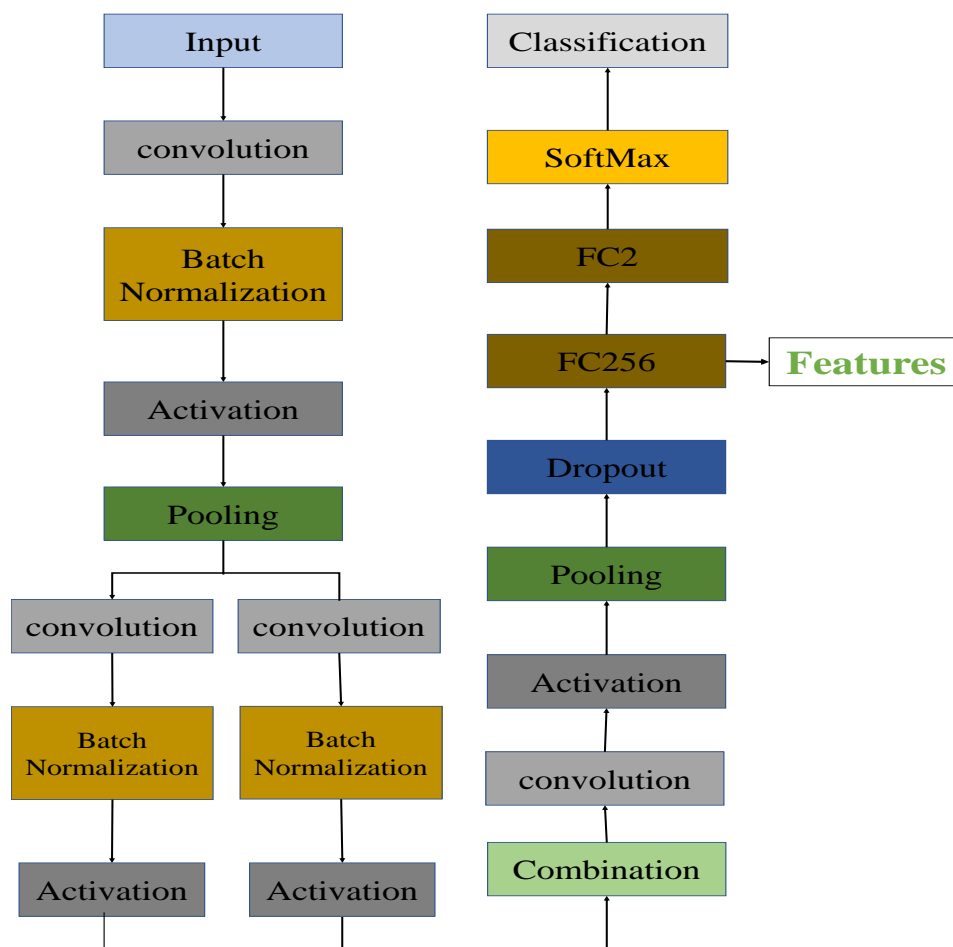 Input
convolution
Batch
Normalization
Activation
Pooling
convolution
convolution
Batch
Normalization
Batch
Normalization
Activation
Activation
Classification
SoftMax
FC2
FC256
Features
Dropout
Pooling
Activation
convolution
Combination